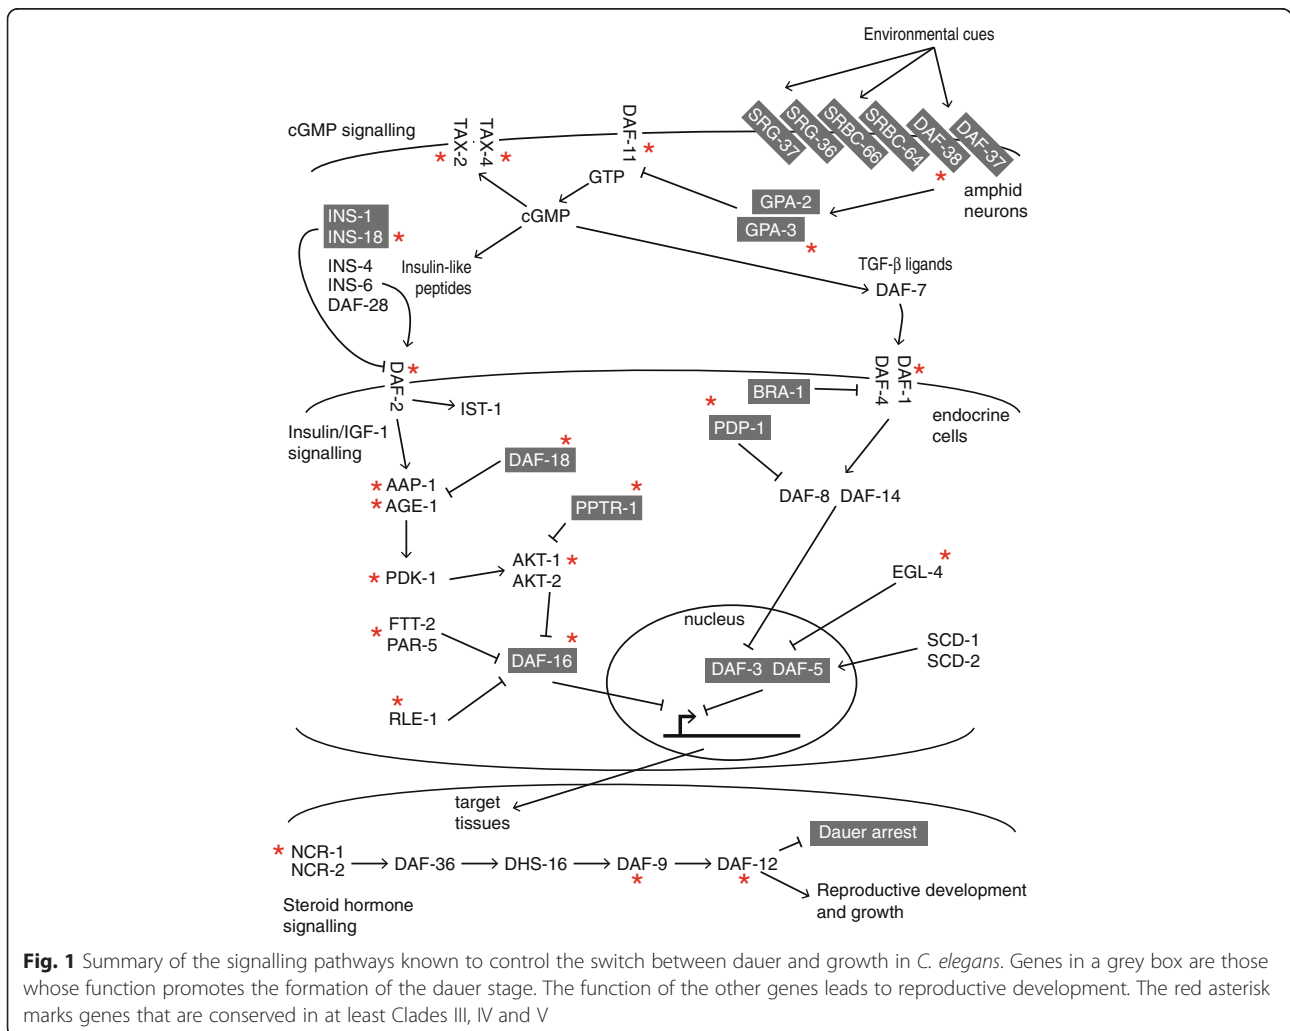 Environmental cues
cGMP signalling
TAX-2
TAX-4
DAF-11
SRG-37
SRG-36
SRBC-66
SRBC-64
DAF-38
DAF-37
*
*
*
*
amphid
neurons
GTP
cGMP
GPA-2
GPA-3
*
INS-1
INS-18
*
INS-4
INS-6
DAF-28
Insulin-like
peptides
TGF-β ligands
DAF-7
DAF-2
*
DAF-4
DAF-1
*
IST-1
BRA-1
endocrine
cells
Insulin/IGF-1
signalling
*
PDP-1
*
DAF-18
* AAP-1
* AGE-1
DAF-8 DAF-14
*
PPTR-1
* PDK-1
AKT-1 *
AKT-2
*
EGL-4
nucleus
FTT-2
* PAR-5
*
DAF-16
DAF-3 DAF-5
SCD-1
SCD-2
*
RLE-1
target
tissues
Dauer arrest
* NCR-1
NCR-2
DAF-36
DHS-16
DAF-9
*
DAF-12
*
Reproductive development
and growth
Steroid hormone
signalling
Fig. 1 Summary of the signalling pathways known to control the switch between dauer and growth in C. elegans. Genes in a grey box are those
whose function promotes the formation of the dauer stage. The function of the other genes leads to reproductive development. The red asterisk
marks genes that are conserved in at least Clades III, IV and V